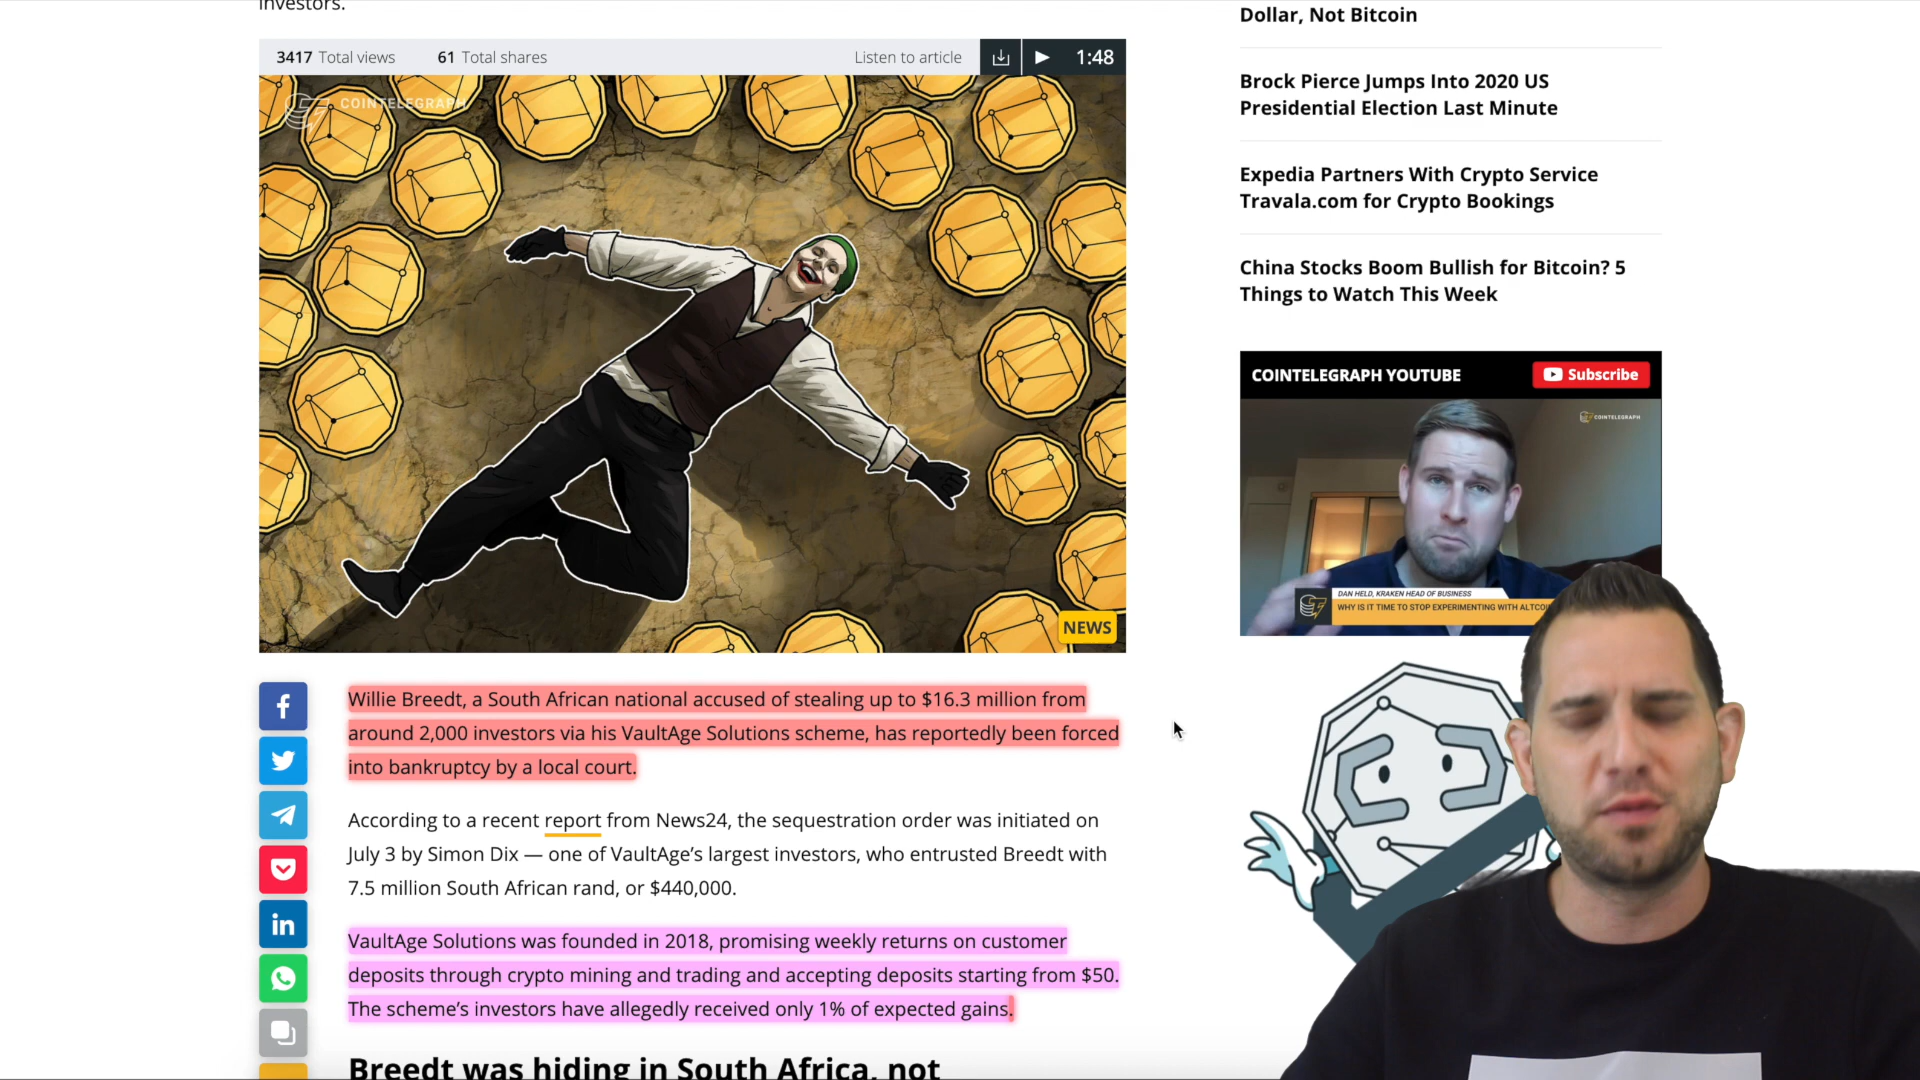 investors.
3417 Total views 61 Total shares Listen to article 1:48
COINTELEGRAPH
NEWS
Willie Breedt, a South African national accused of stealing up to $16.3 million from
around 2,000 investors via his VaultAge Solutions scheme, has reportedly been forced
into bankruptcy by a local court.
According to a recent report from News24, the sequestration order was initiated on
July 3 by Simon Dix — one of VaultAge’s largest investors, who entrusted Breedt with
7.5 million South African rand, or $440,000.
VaultAge Solutions was founded in 2018, promising weekly returns on customer
deposits through crypto mining and trading and accepting deposits starting from $50.
The scheme’s investors have allegedly received only 1% of expected gains.
Breedt was hiding in South Africa, not
Dollar, Not Bitcoin
Brock Pierce Jumps Into 2020 US
Presidential Election Last Minute
Expedia Partners With Crypto Service
Travala.com for Crypto Bookings
China Stocks Boom Bullish for Bitcoin? 5
Things to Watch This Week
COINTELEGRAPH YOUTUBE Subscribe
COINTELEGRAPH
DAN HELD, KRAKEN HEAD OF BUSINESS
WHY IS IT TIME TO STOP EXPERIMENTING WITH